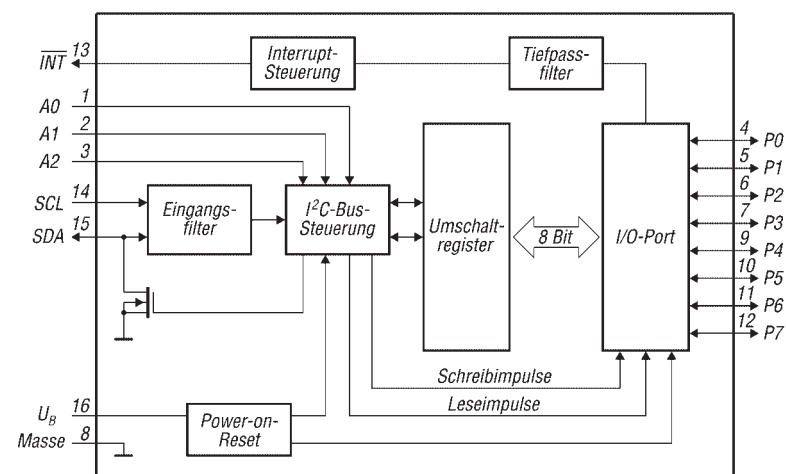 INT 13
Interrupt-
Steuerung
Tiefpass-
filter
A0 1
A1 2
A2 3
SCL 14
SDA 15
Eingangs-
filter
I²C-Bus-
Steuerung
Umschalt-
register
8 Bit
I/O-Port
4 P0
5 P1
6 P2
7 P3
9 P4
10 P5
11 P6
12 P7
Schreibimpulse
Leseimpulse
U_B 16
Masse 8
Power-on-
Reset